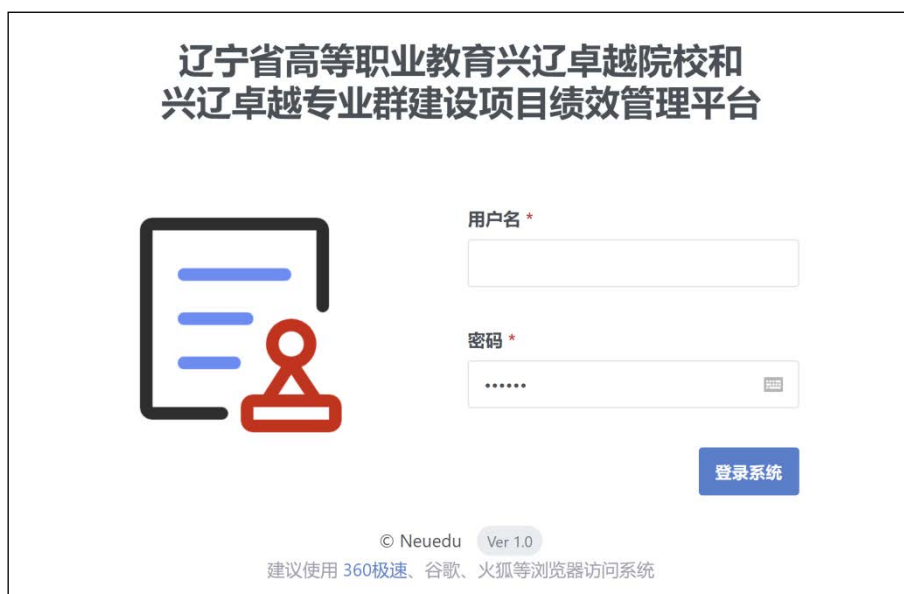 辽宁省高等职业教育兴辽卓越院校和
兴辽卓越专业群建设项目绩效管理平台
用户名 *
密码 *
••••••
登录系统
© Neuedu Ver 1.0
建议使用 360极速、谷歌、火狐等浏览器访问系统